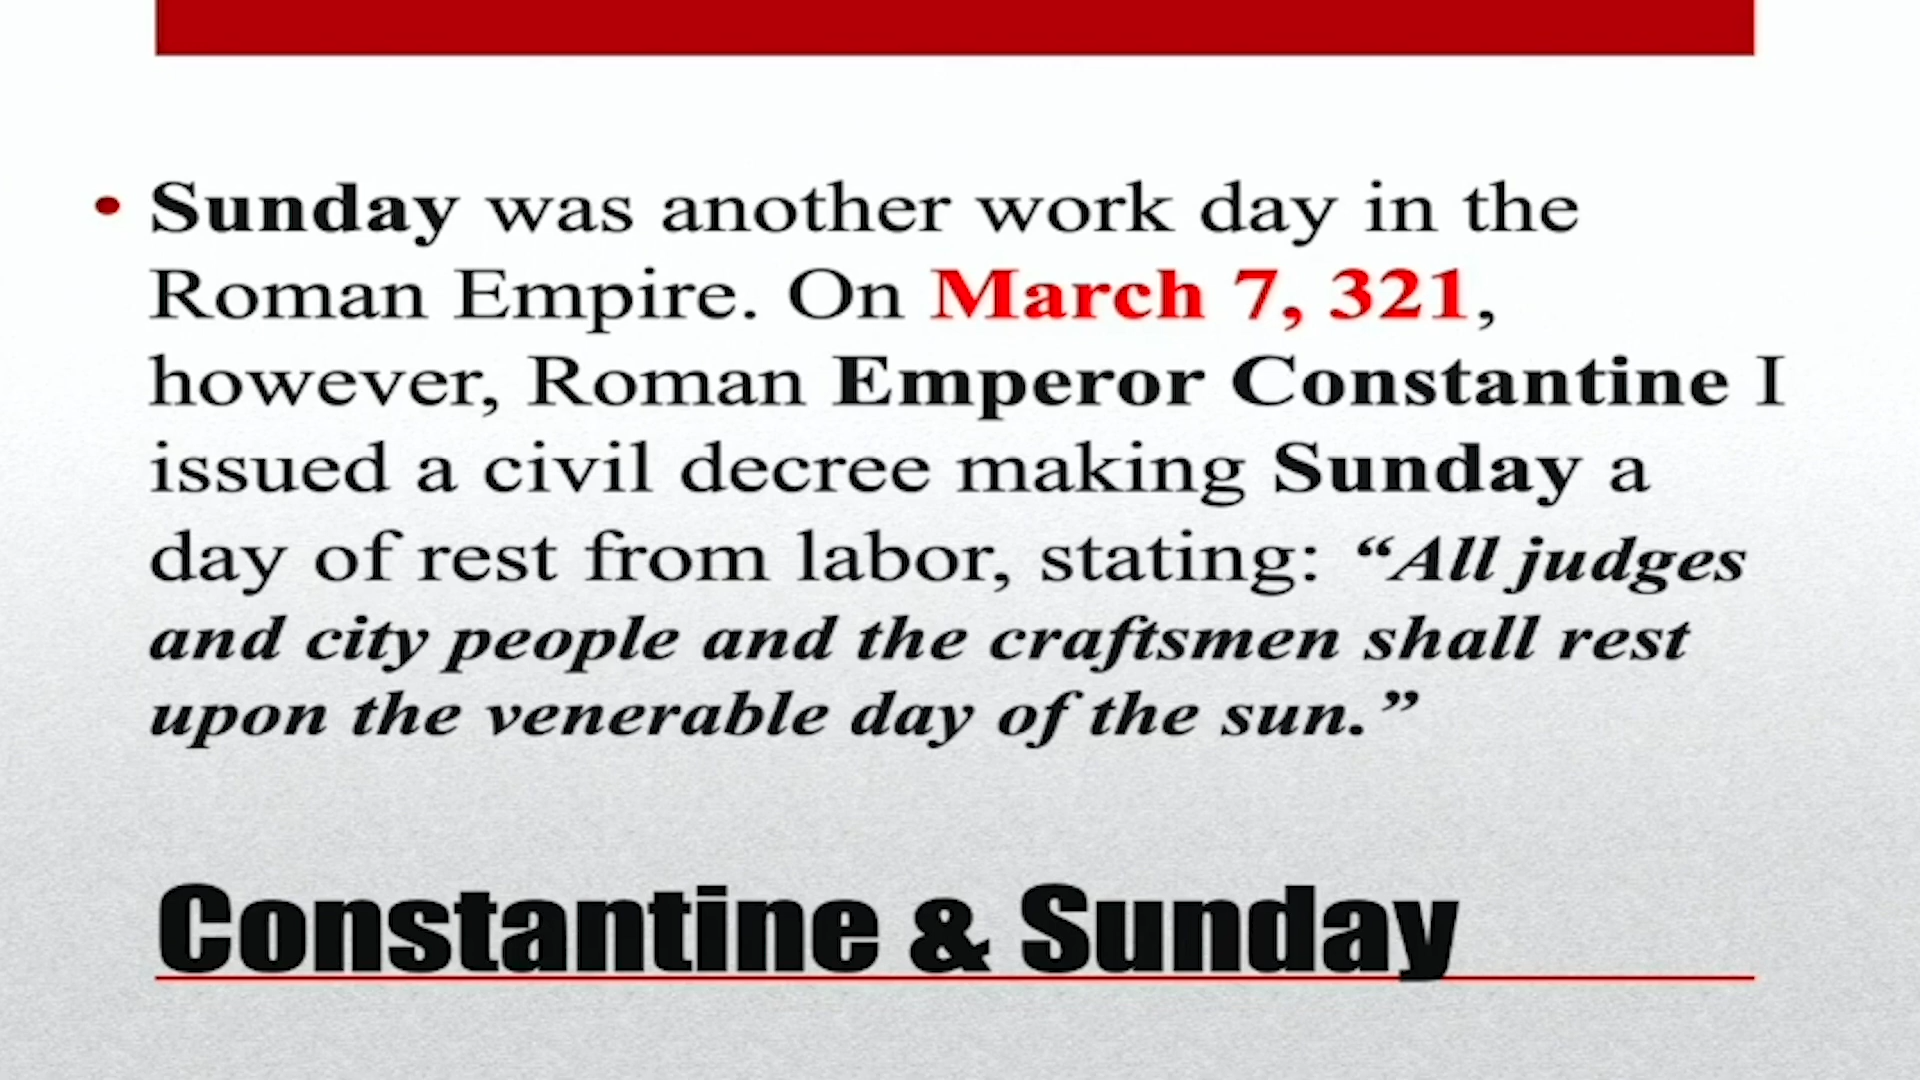 • Sunday was another work day in the
Roman Empire. On March 7, 321,
however, Roman Emperor Constantine I
issued a civil decree making Sunday a
day of rest from labor, stating: “All judges
and city people and the craftsmen shall rest
upon the venerable day of the sun.”
Constantine & Sunday